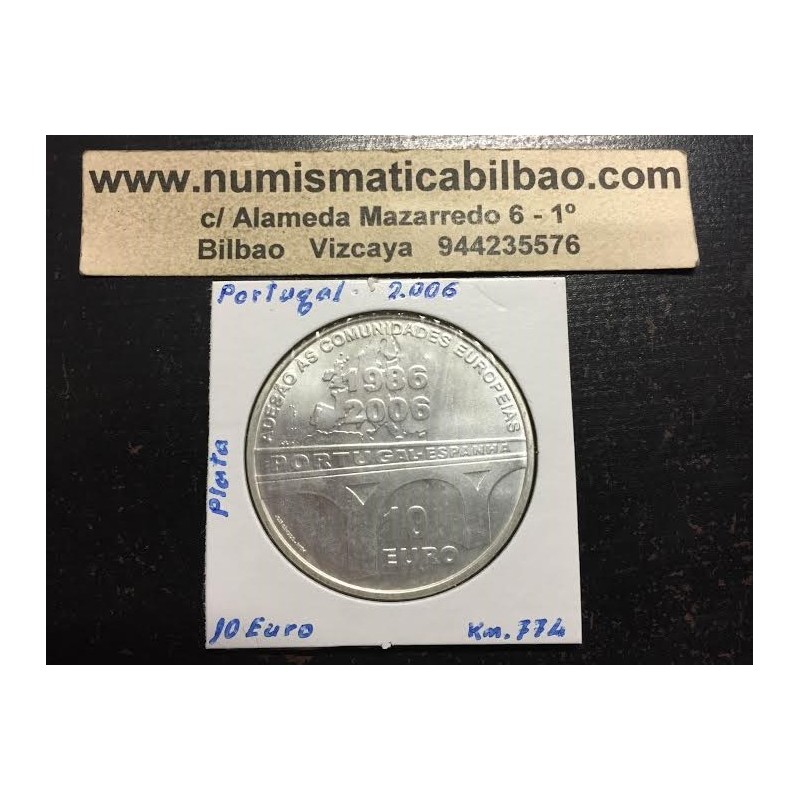 www.numismaticabilbao.com
c/ Alameda Mazarredo 6 - 1º
Bilbao Vizcaya 944235576
Portugal. 2.006
Plata
ADESÃO ÀS COMUNIDADES EUROPEIAS
1986
2006
PORTUGAL-ESPANHA
10
EURO
10 Euro
Km. 774